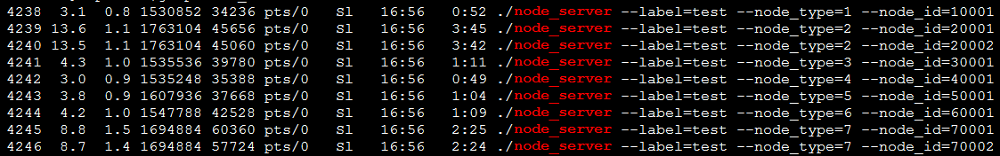 4238 3.1 0.8 1530852 34236 pts/0 Sl 16:56 0:52 ./node_server --label=test --node_type=1 --node_id=10001
4239 13.6 1.1 1763104 45656 pts/0 Sl 16:56 3:45 ./node_server --label=test --node_type=2 --node_id=20001
4240 13.5 1.1 1763104 45060 pts/0 Sl 16:56 3:42 ./node_server --label=test --node_type=2 --node_id=20002
4241 4.3 1.0 1535536 39780 pts/0 Sl 16:56 1:11 ./node_server --label=test --node_type=3 --node_id=30001
4242 3.0 0.9 1535248 35388 pts/0 Sl 16:56 0:49 ./node_server --label=test --node_type=4 --node_id=40001
4243 3.8 0.9 1607936 37668 pts/0 Sl 16:56 1:04 ./node_server --label=test --node_type=5 --node_id=50001
4244 4.2 1.0 1547788 42528 pts/0 Sl 16:56 1:09 ./node_server --label=test --node_type=6 --node_id=60001
4245 8.8 1.5 1694884 60360 pts/0 Sl 16:56 2:25 ./node_server --label=test --node_type=7 --node_id=70001
4246 8.7 1.4 1694884 57724 pts/0 Sl 16:56 2:24 ./node_server --label=test --node_type=7 --node_id=70002